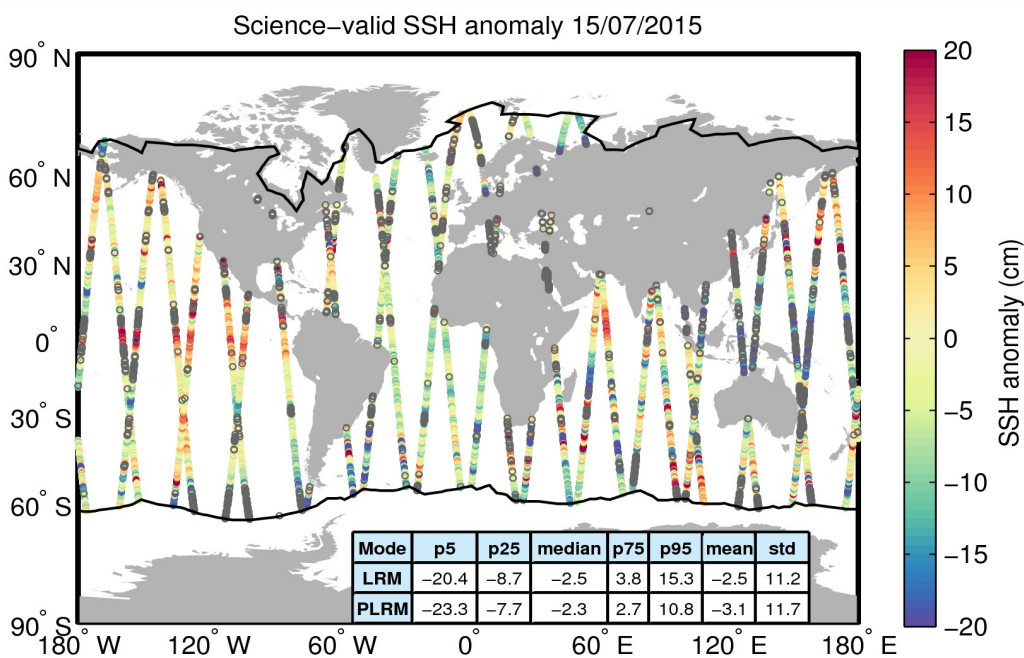 Science−valid SSH anomaly 15/07/2015
90° N
60° N
30° N
0°
30° S
60° S
90° S
180° W
120° W
60° W
0°
60° E
120° E
180° E
20
15
10
5
0
−5
−10
−15
−20
SSH anomaly (cm)
Mode p5 p25 median p75 p95 mean std
LRM −20.4 −8.7 −2.5 3.8 15.3 −2.5 11.2
PLRM −23.3 −7.7 −2.3 2.7 10.8 −3.1 11.7